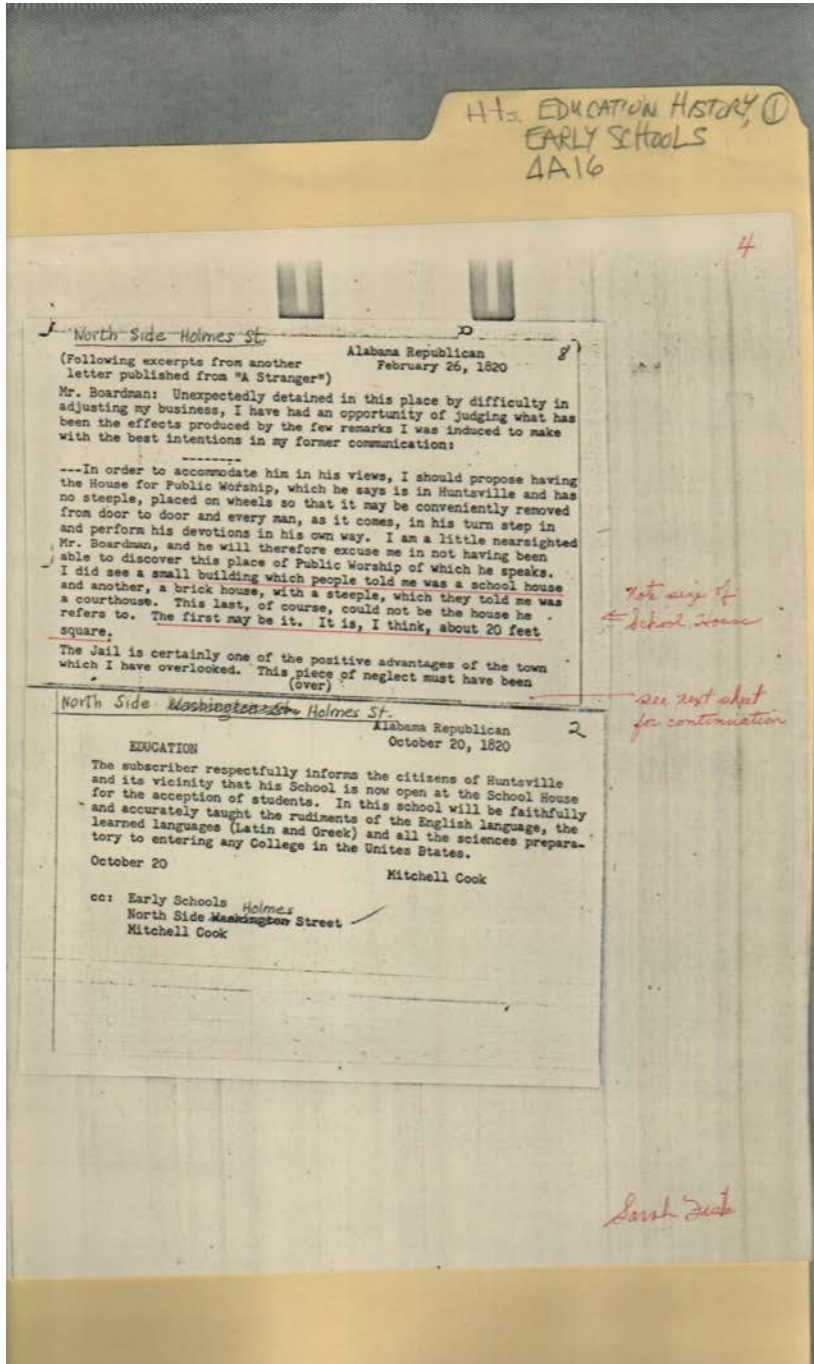 Hts. EDUCATION HISTORY, ①
EARLY SCHOOLS
4A16
4
North Side Holmes St.
Alabama Republican 8
(Following excerpts from another February 26, 1820
letter published from "A Stranger")
Mr. Boardman: Unexpectedly detained in this place by difficulty in
adjusting my business, I have had an opportunity of judging what has
been the effects produced by the few remarks I was induced to make
with the best intentions in my former communication:
--------
---In order to accommodate him in his views, I should propose having
the House for Public Worship, which he says is in Huntsville and has
no steeple, placed on wheels so that it may be conveniently removed
from door to door and every man, as it comes, in his turn step in
and perform his devotions in his own way. I am a little nearsighted
Mr. Boardman, and he will therefore excuse me in not having been
able to discover this place of Public Worship of which he speaks.
I did see a small building which people told me was a school house
and another, a brick house, with a steeple, which they told me was
a courthouse. This last, of course, could not be the house he
refers to. The first may be it. It is, I think, about 20 feet
square.
note size of
School House
The Jail is certainly one of the positive advantages of the town
which I have overlooked. This piece of neglect must have been
(over)
see next sheet
for continuation
North Side Washington St. Holmes St.
Alabama Republican 2
EDUCATION October 20, 1820
The subscriber respectfully informs the citizens of Huntsville
and its vicinity that his School is now open at the School House
for the acception of students. In this school will be faithfully
and accurately taught the rudiments of the English language, the
learned languages (Latin and Greek) and all the sciences prepara-
tory to entering any College in the Unites States.
October 20
Mitchell Cook
cc: Early Schools
Holmes
North Side Washington Street
Mitchell Cook
Sarah